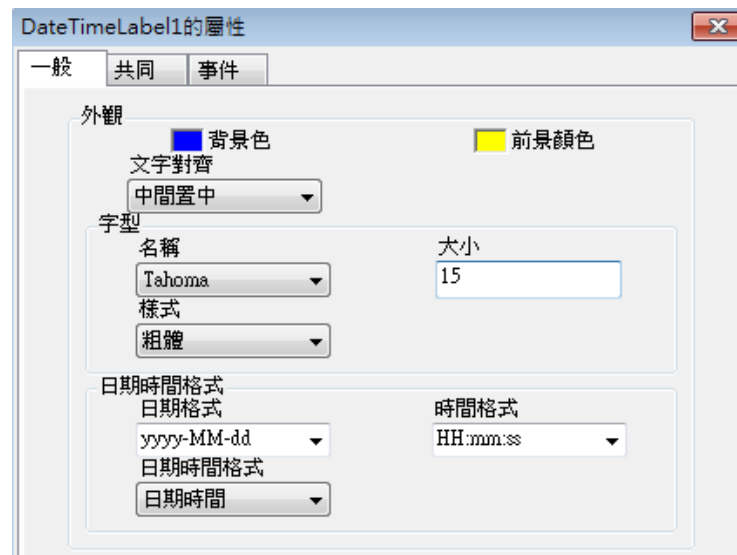 DateTimeLabel1的屬性
一般 共同 事件
外觀
背景色 前景顏色
文字對齊
中間置中
字型
名稱 大小
Tahoma 15
樣式
粗體
日期時間格式
日期格式 時間格式
yyyy-MM-dd HH:mm:ss
日期時間格式
日期時間